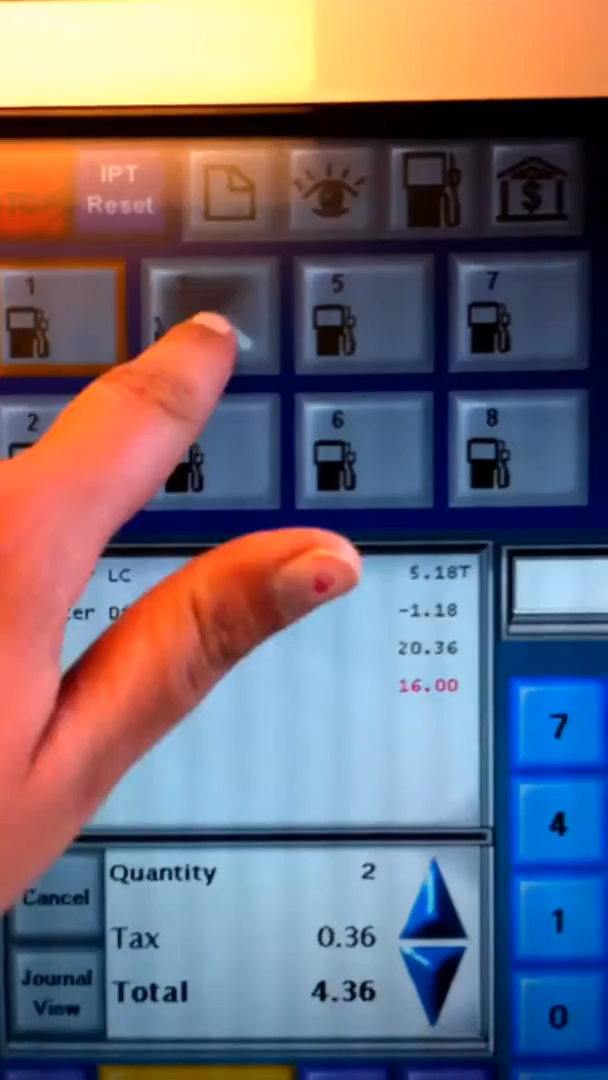 IPT
Reset
$
1
5
7
2
6
8
LC 5.18T
-1.18
20.36
16.00
7
4
1
0
Cancel
Quantity 2
Tax 0.36
Journal
View
Total 4.36